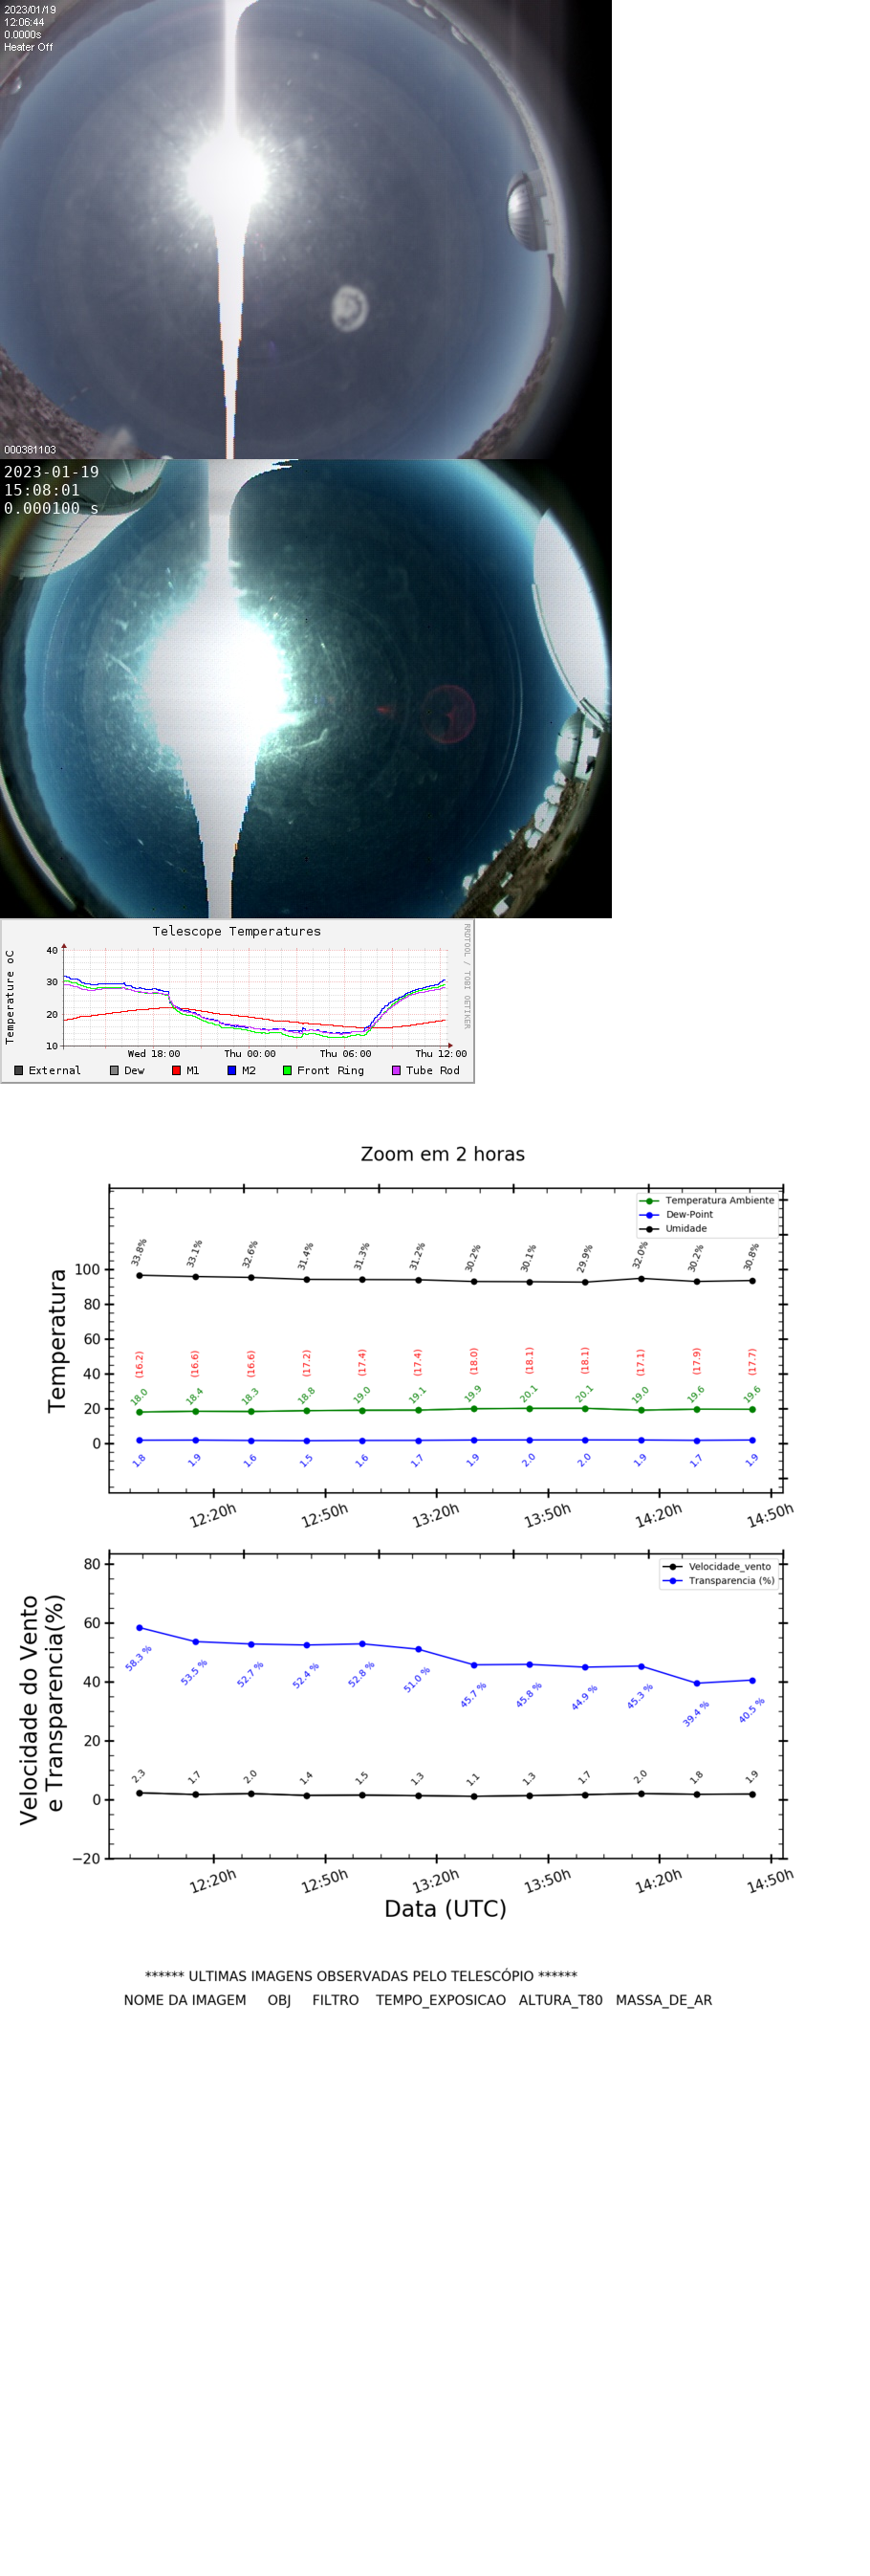 2023/01/19
12:06:44
0.0000s
Heater Off
000381103
2023-01-19
15:08:01
0.000100 s
Telescope Temperatures
RRDTOOL / TOBI OETIKER
Temperature oC
40
30
20
10
Wed 18:00 Thu 00:00 Thu 06:00 Thu 12:00
External Dew M1 M2 Front Ring Tube Rod
Zoom em 2 horas
Temperatura Ambiente
Dew-Point
Umidade
Temperatura
100
80
60
40
20
0
33.8% 33.1% 32.6% 31.4% 31.3% 31.2% 30.2% 30.1% 29.9% 32.0% 30.2% 30.8%
(16.2) (16.6) (16.6) (17.2) (17.4) (17.4) (18.0) (18.1) (18.1) (17.1) (17.9) (17.7)
18.0 18.4 18.3 18.8 19.0 19.1 19.9 20.1 20.1 19.0 19.6 19.6
1.8 1.9 1.6 1.5 1.6 1.7 1.9 2.0 2.0 1.9 1.7 1.9
12:20h 12:50h 13:20h 13:50h 14:20h 14:50h
Velocidade_vento
Transparencia (%)
Velocidade do Vento
e Transparencia(%)
80
60
40
20
0
−20
58.3 % 53.5 % 52.7 % 52.4 % 52.8 % 51.0 % 45.7 % 45.8 % 44.9 % 45.3 % 39.4 % 40.5 %
2.3 1.7 2.0 1.4 1.5 1.3 1.1 1.3 1.7 2.0 1.8 1.9
12:20h 12:50h 13:20h 13:50h 14:20h 14:50h
Data (UTC)
****** ULTIMAS IMAGENS OBSERVADAS PELO TELESCÓPIO ******
NOME DA IMAGEM OBJ FILTRO TEMPO_EXPOSICAO ALTURA_T80 MASSA_DE_AR